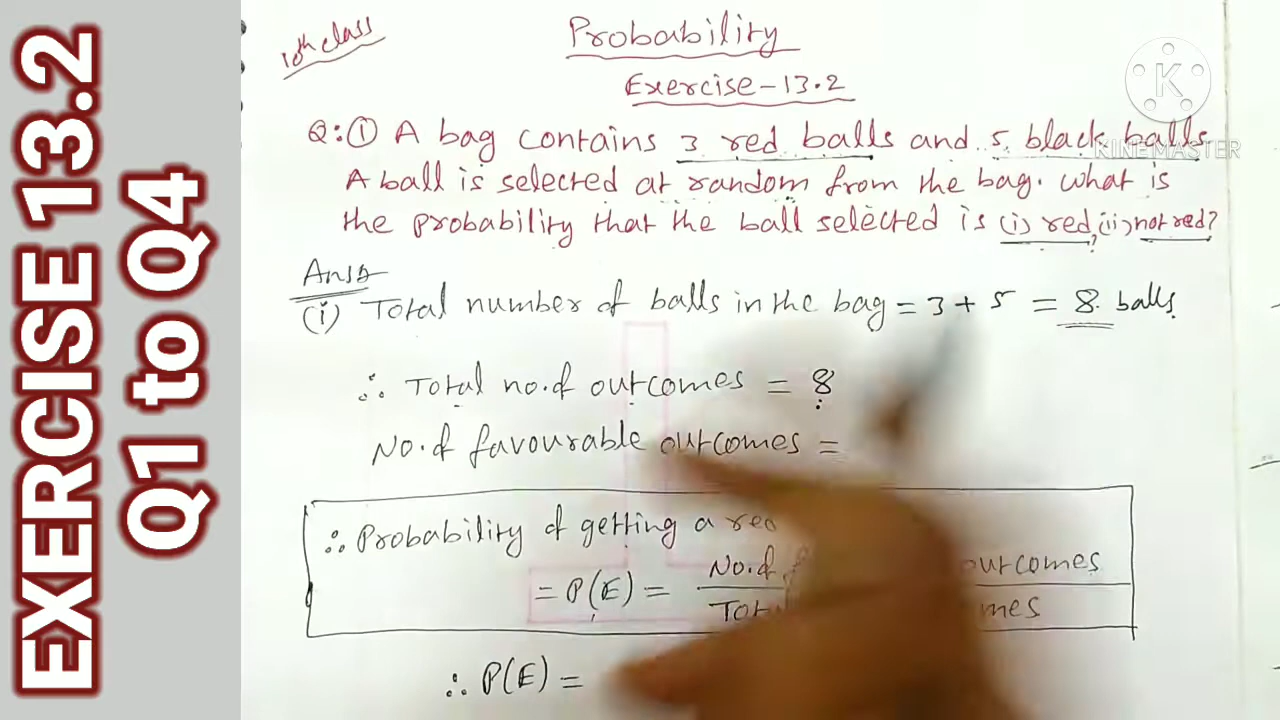 EXERCISE 13.2
Q1 to Q4
10th class
Probability
Exercise-13.2
K
KINEMASTER
Q:① A bag contains 3 red balls and 5 black balls.
A ball is selected at random from the bag. What is
the probability that the ball selected is (i) red, (ii) not red?
Ans:
(i) Total number of balls in the bag = 3 + 5 = 8 balls.
∴ Total no.of outcomes = 8
No.of favourable outcomes =
∴ Probability of getting a red
= P(E) = No.of outcomes
Total
∴ P(E) =